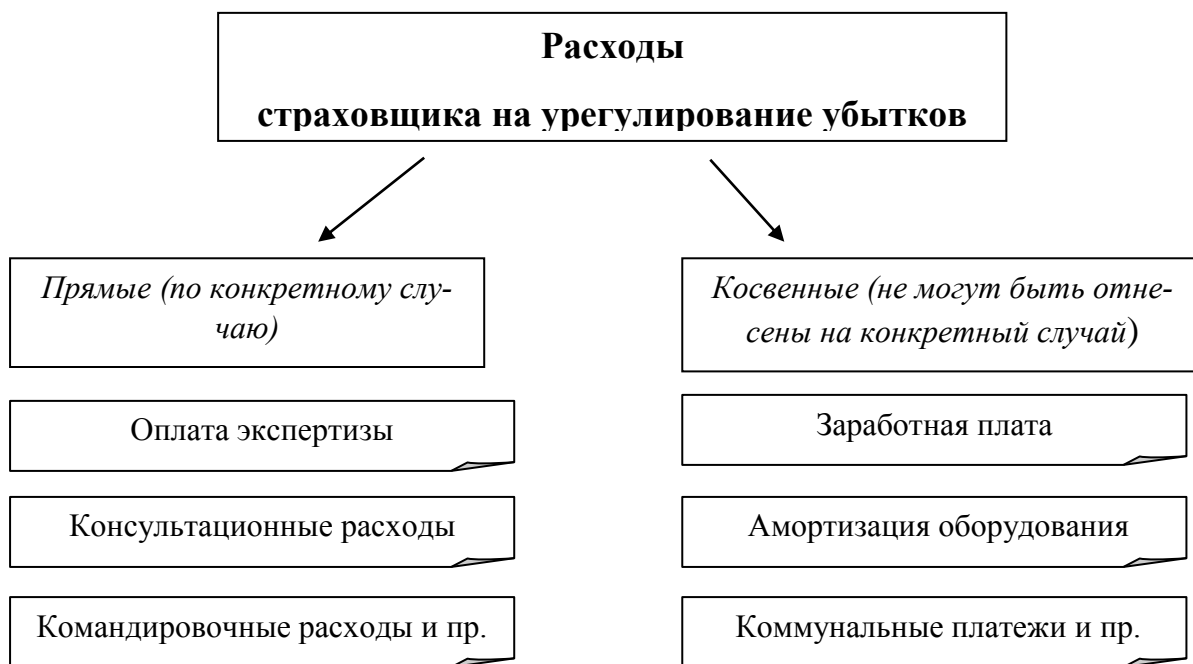 Расходы
страховщика на урегулирование убытков
Прямые (по конкретному слу-
чаю)
Косвенные (не могут быть отне-
сены на конкретный случай)
Оплата экспертизы
Заработная плата
Консультационные расходы
Амортизация оборудования
Командировочные расходы и пр.
Коммунальные платежи и пр.